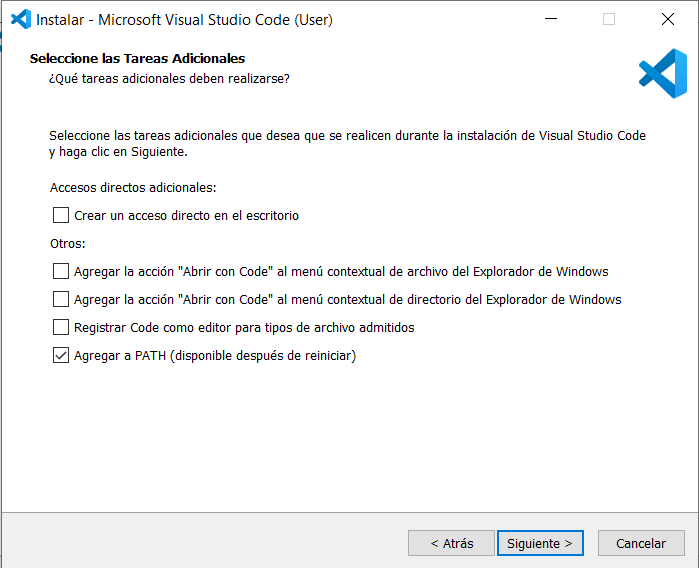 Instalar - Microsoft Visual Studio Code (User)
Seleccione las Tareas Adicionales
¿Qué tareas adicionales deben realizarse?
Seleccione las tareas adicionales que desea que se realicen durante la instalación de Visual Studio Code
y haga clic en Siguiente.
Accesos directos adicionales:
Crear un acceso directo en el escritorio
Otros:
Agregar la acción "Abrir con Code" al menú contextual de archivo del Explorador de Windows
Agregar la acción "Abrir con Code" al menú contextual de directorio del Explorador de Windows
Registrar Code como editor para tipos de archivo admitidos
Agregar a PATH (disponible después de reiniciar)
< Atrás Siguiente > Cancelar